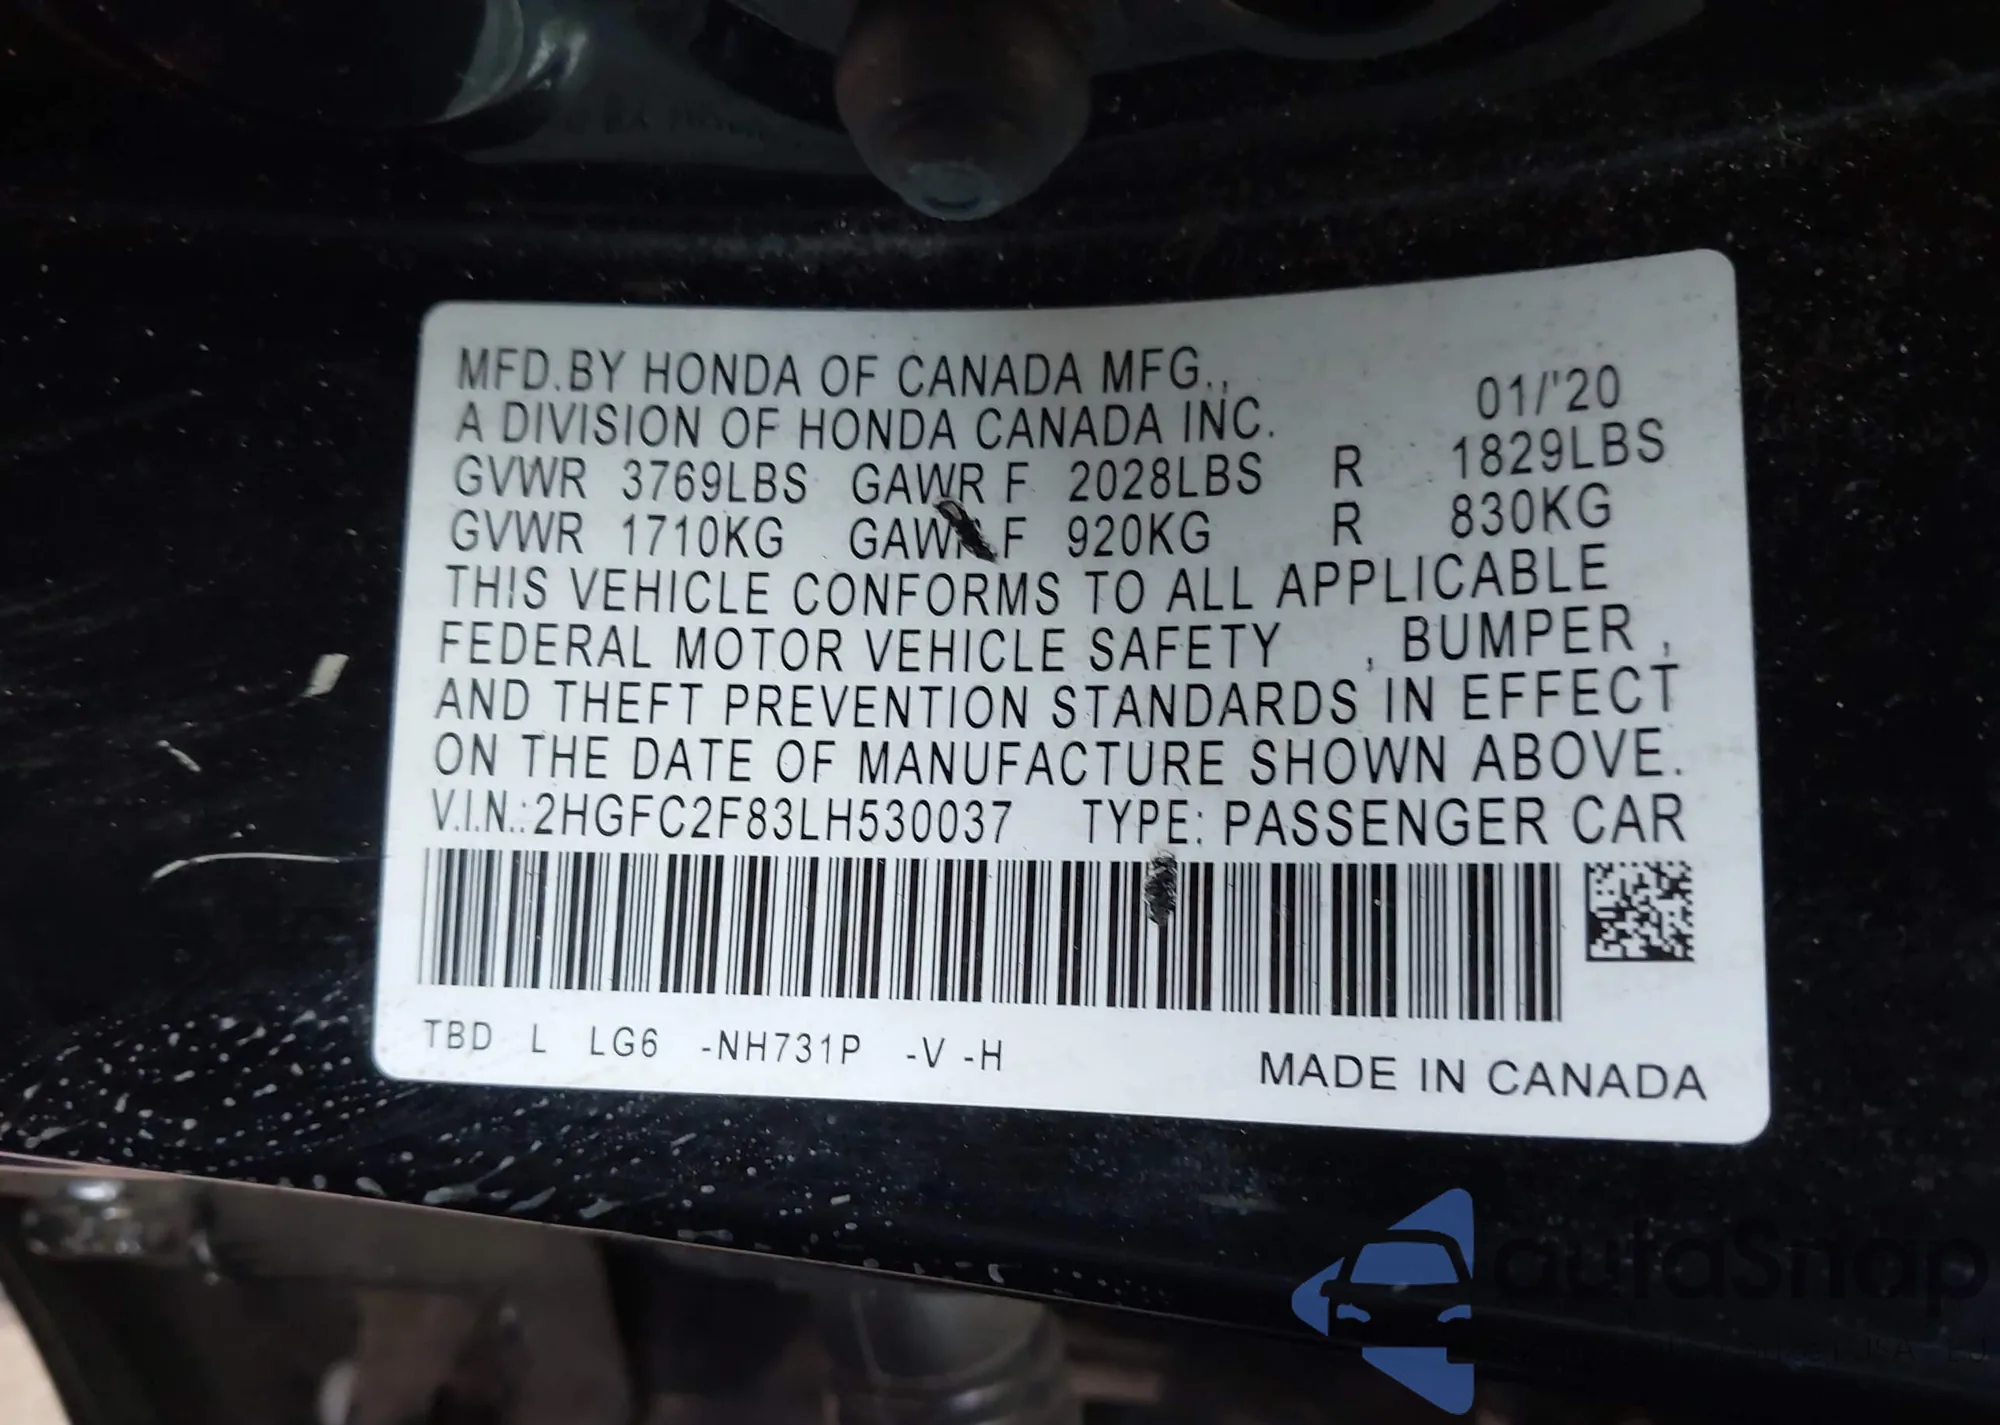 MFD.BY HONDA OF CANADA MFG.,
A DIVISION OF HONDA CANADA INC. 01/'20
GVWR 3769LBS GAWR F 2028LBS R 1829LBS
GVWR 1710KG GAWR F 920KG R 830KG
THIS VEHICLE CONFORMS TO ALL APPLICABLE
FEDERAL MOTOR VEHICLE SAFETY , BUMPER ,
AND THEFT PREVENTION STANDARDS IN EFFECT
ON THE DATE OF MANUFACTURE SHOWN ABOVE.
V.I.N.:2HGFC2F83LH530037 TYPE: PASSENGER CAR
TBD L LG6 -NH731P -V -H
MADE IN CANADA
autoSnap